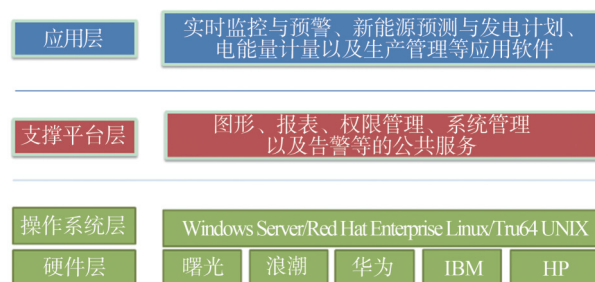 应用层
实时监控与预警、新能源预测与发电计划、
电能量计量以及生产管理等应用软件
支撑平台层
图形、报表、权限管理、系统管理
以及告警等的公共服务
操作系统层
Windows Server/Red Hat Enterprise Linux/Tru64 UNIX
硬件层
曙光
浪潮
华为
IBM
HP